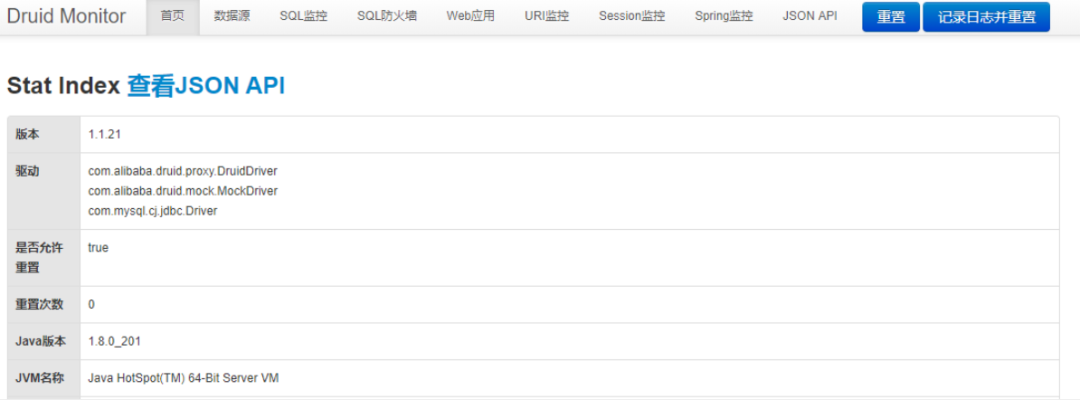 Druid Monitor 首页 数据源 SQL监控 SQL防火墙 Web应用 URI监控 Session监控 Spring监控 JSON API 重置 记录日志并重置
Stat Index 查看JSON API
版本 1.1.21
驱动 com.alibaba.druid.proxy.DruidDriver
com.alibaba.druid.mock.MockDriver
com.mysql.cj.jdbc.Driver
是否允许 true
重置
重置次数 0
Java版本 1.8.0_201
JVM名称 Java HotSpot(TM) 64-Bit Server VM